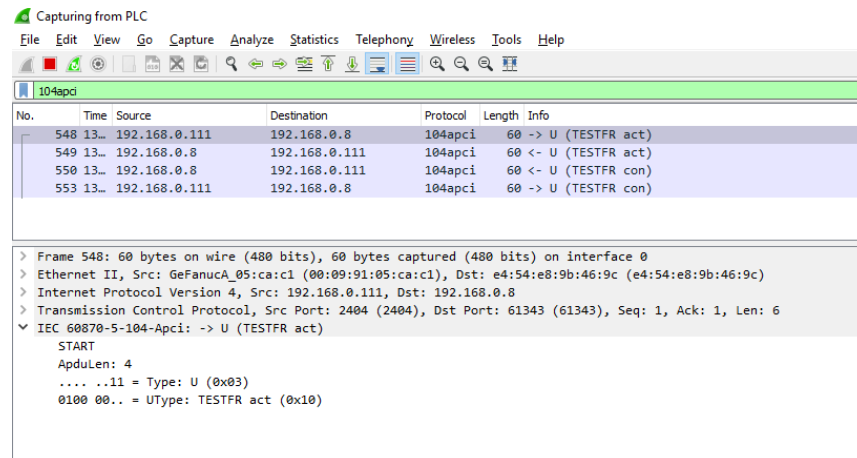 Capturing from PLC
File Edit View Go Capture Analyze Statistics Telephony Wireless Tools Help
104apci
No. Time Source Destination Protocol Length Info
548 13… 192.168.0.111 192.168.0.8 104apci 60 -> U (TESTFR act)
549 13… 192.168.0.8 192.168.0.111 104apci 60 <- U (TESTFR act)
550 13… 192.168.0.8 192.168.0.111 104apci 60 <- U (TESTFR con)
553 13… 192.168.0.111 192.168.0.8 104apci 60 -> U (TESTFR con)
> Frame 548: 60 bytes on wire (480 bits), 60 bytes captured (480 bits) on interface 0
> Ethernet II, Src: GeFanucA_05:ca:c1 (00:09:91:05:ca:c1), Dst: e4:54:e8:9b:46:9c (e4:54:e8:9b:46:9c)
> Internet Protocol Version 4, Src: 192.168.0.111, Dst: 192.168.0.8
> Transmission Control Protocol, Src Port: 2404 (2404), Dst Port: 61343 (61343), Seq: 1, Ack: 1, Len: 6
IEC 60870-5-104-Apci: -> U (TESTFR act)
START
ApduLen: 4
.... ..11 = Type: U (0x03)
0100 00.. = UType: TESTFR act (0x10)